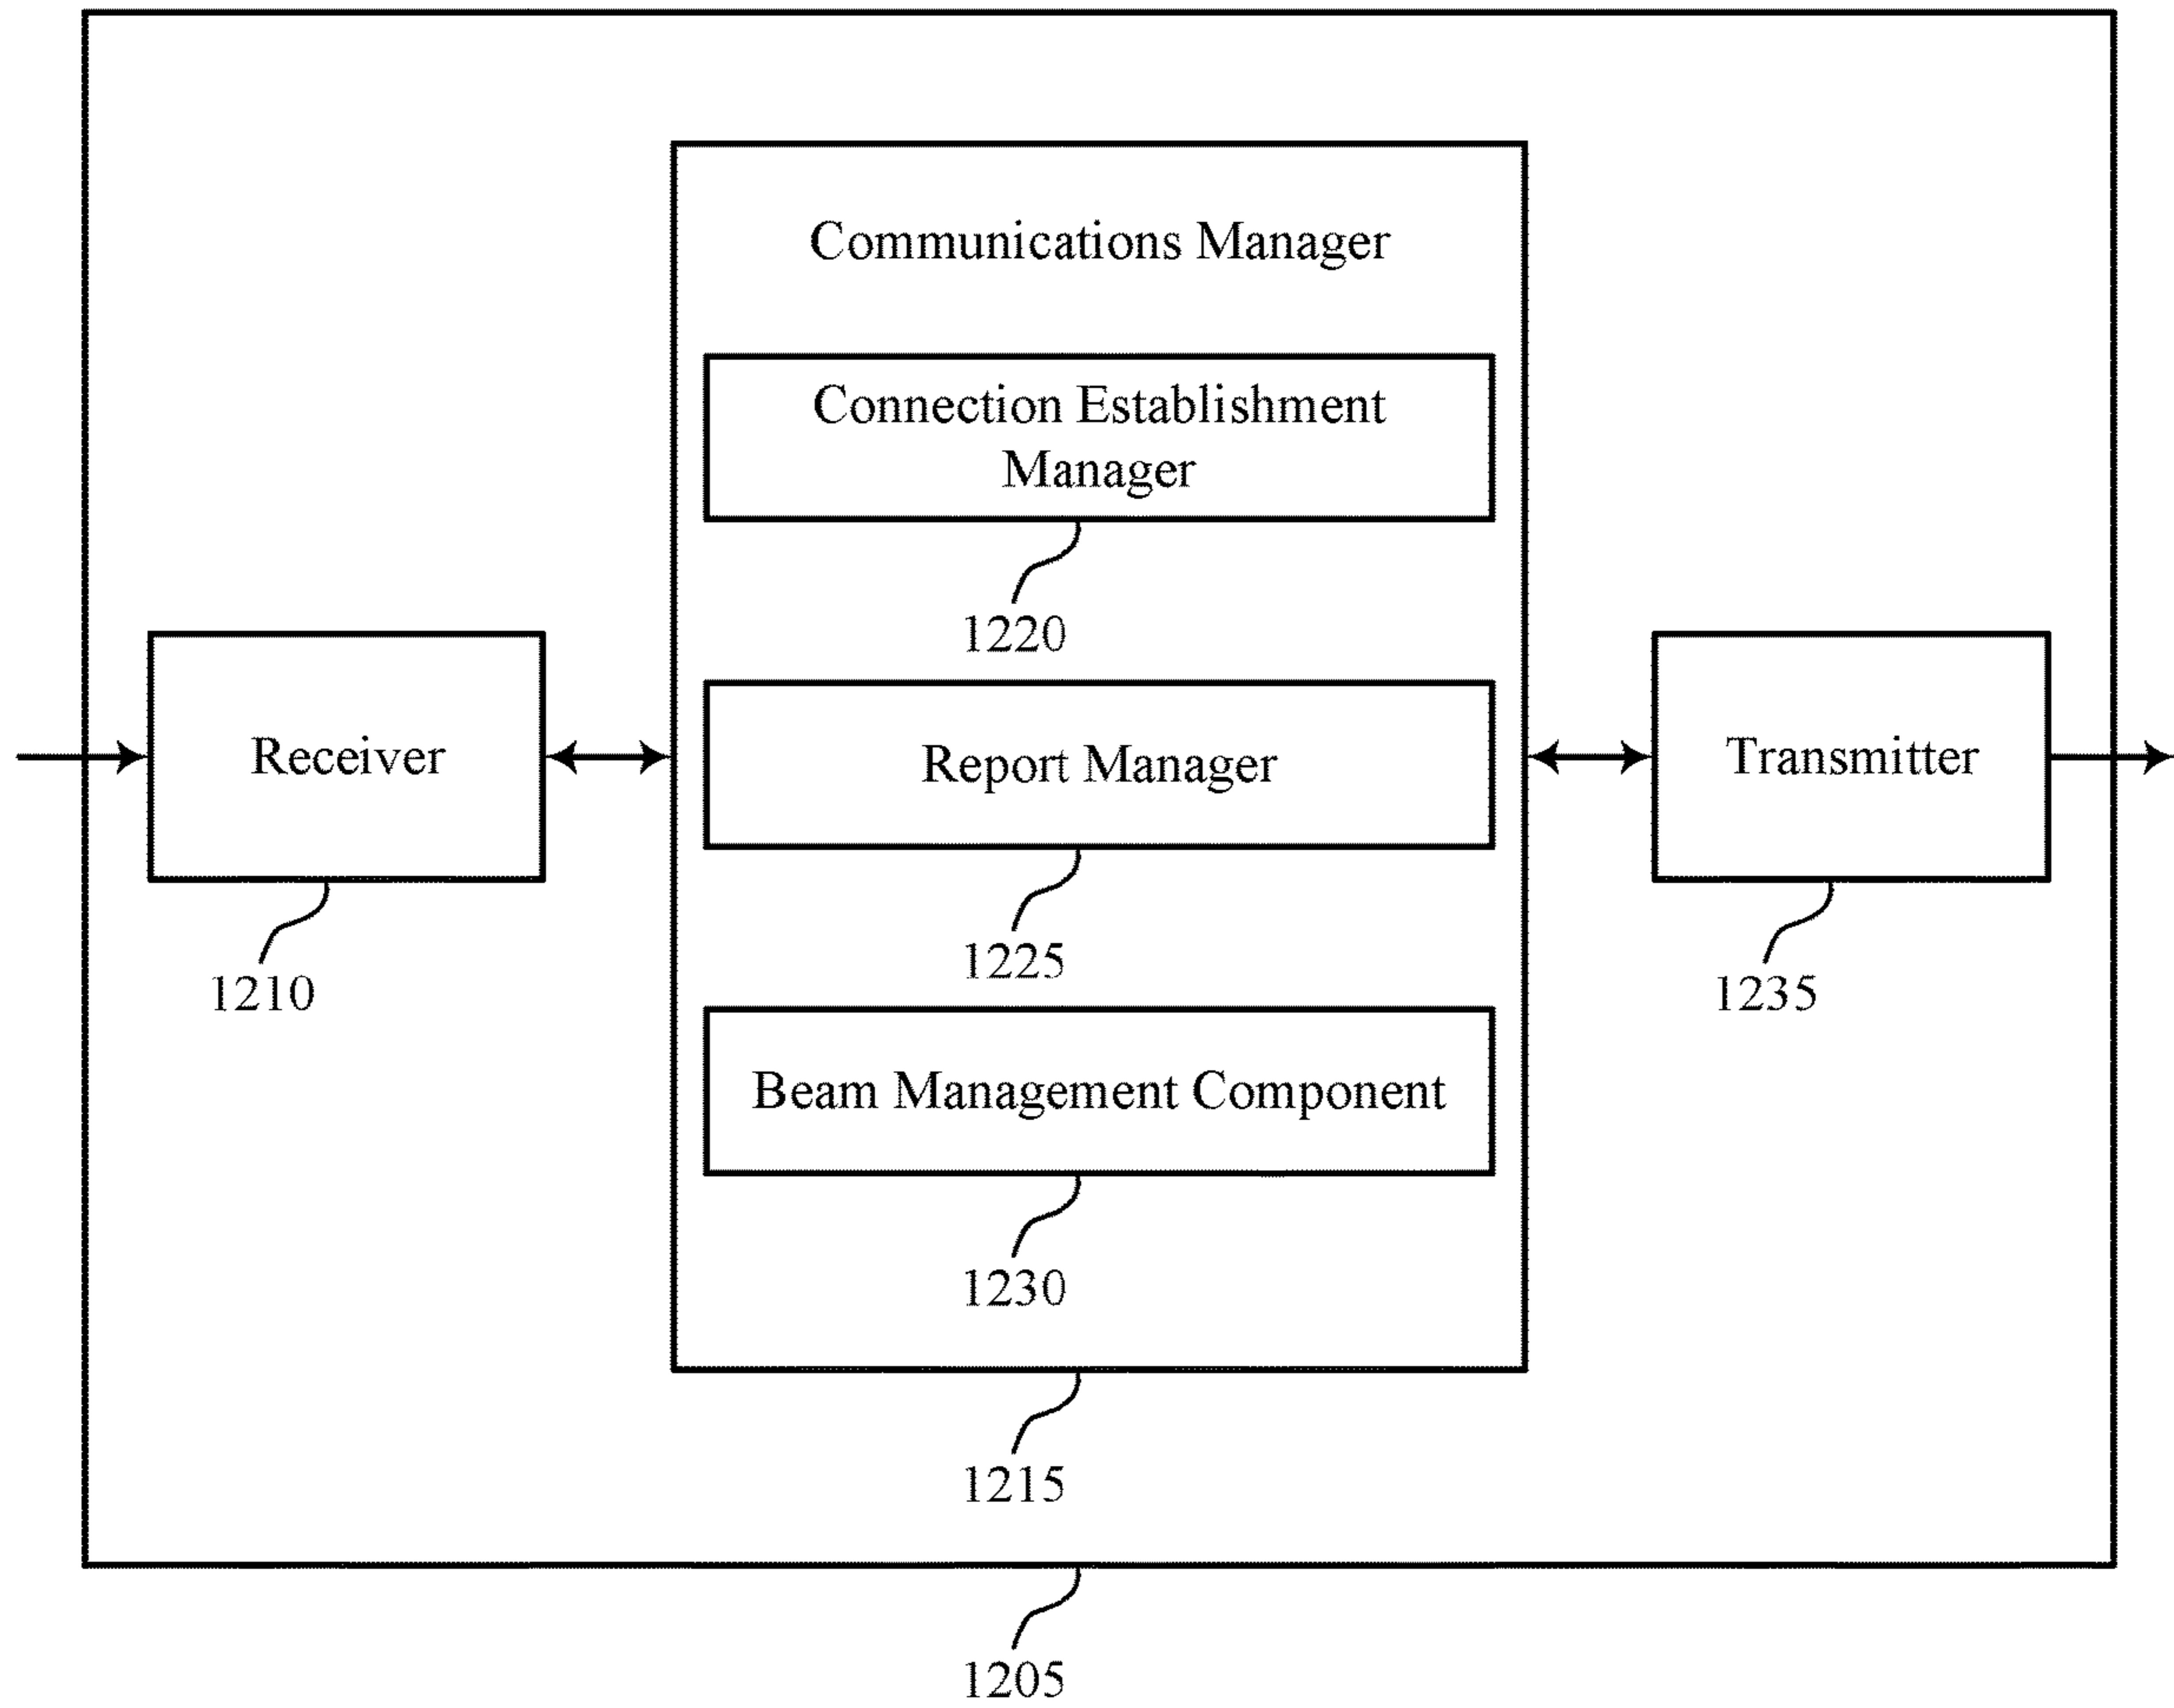 Communications Manager
Connection Establishment
Manager
1220
Receiver
1210
Report Manager
1225
Transmitter
1235
Beam Management Component
1230
1215
1205